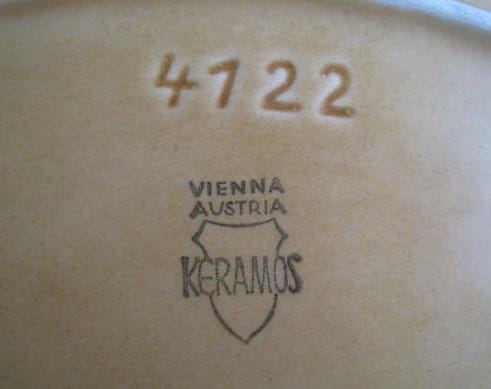 4122
VIENNA
AUSTRIA
KERAMOS